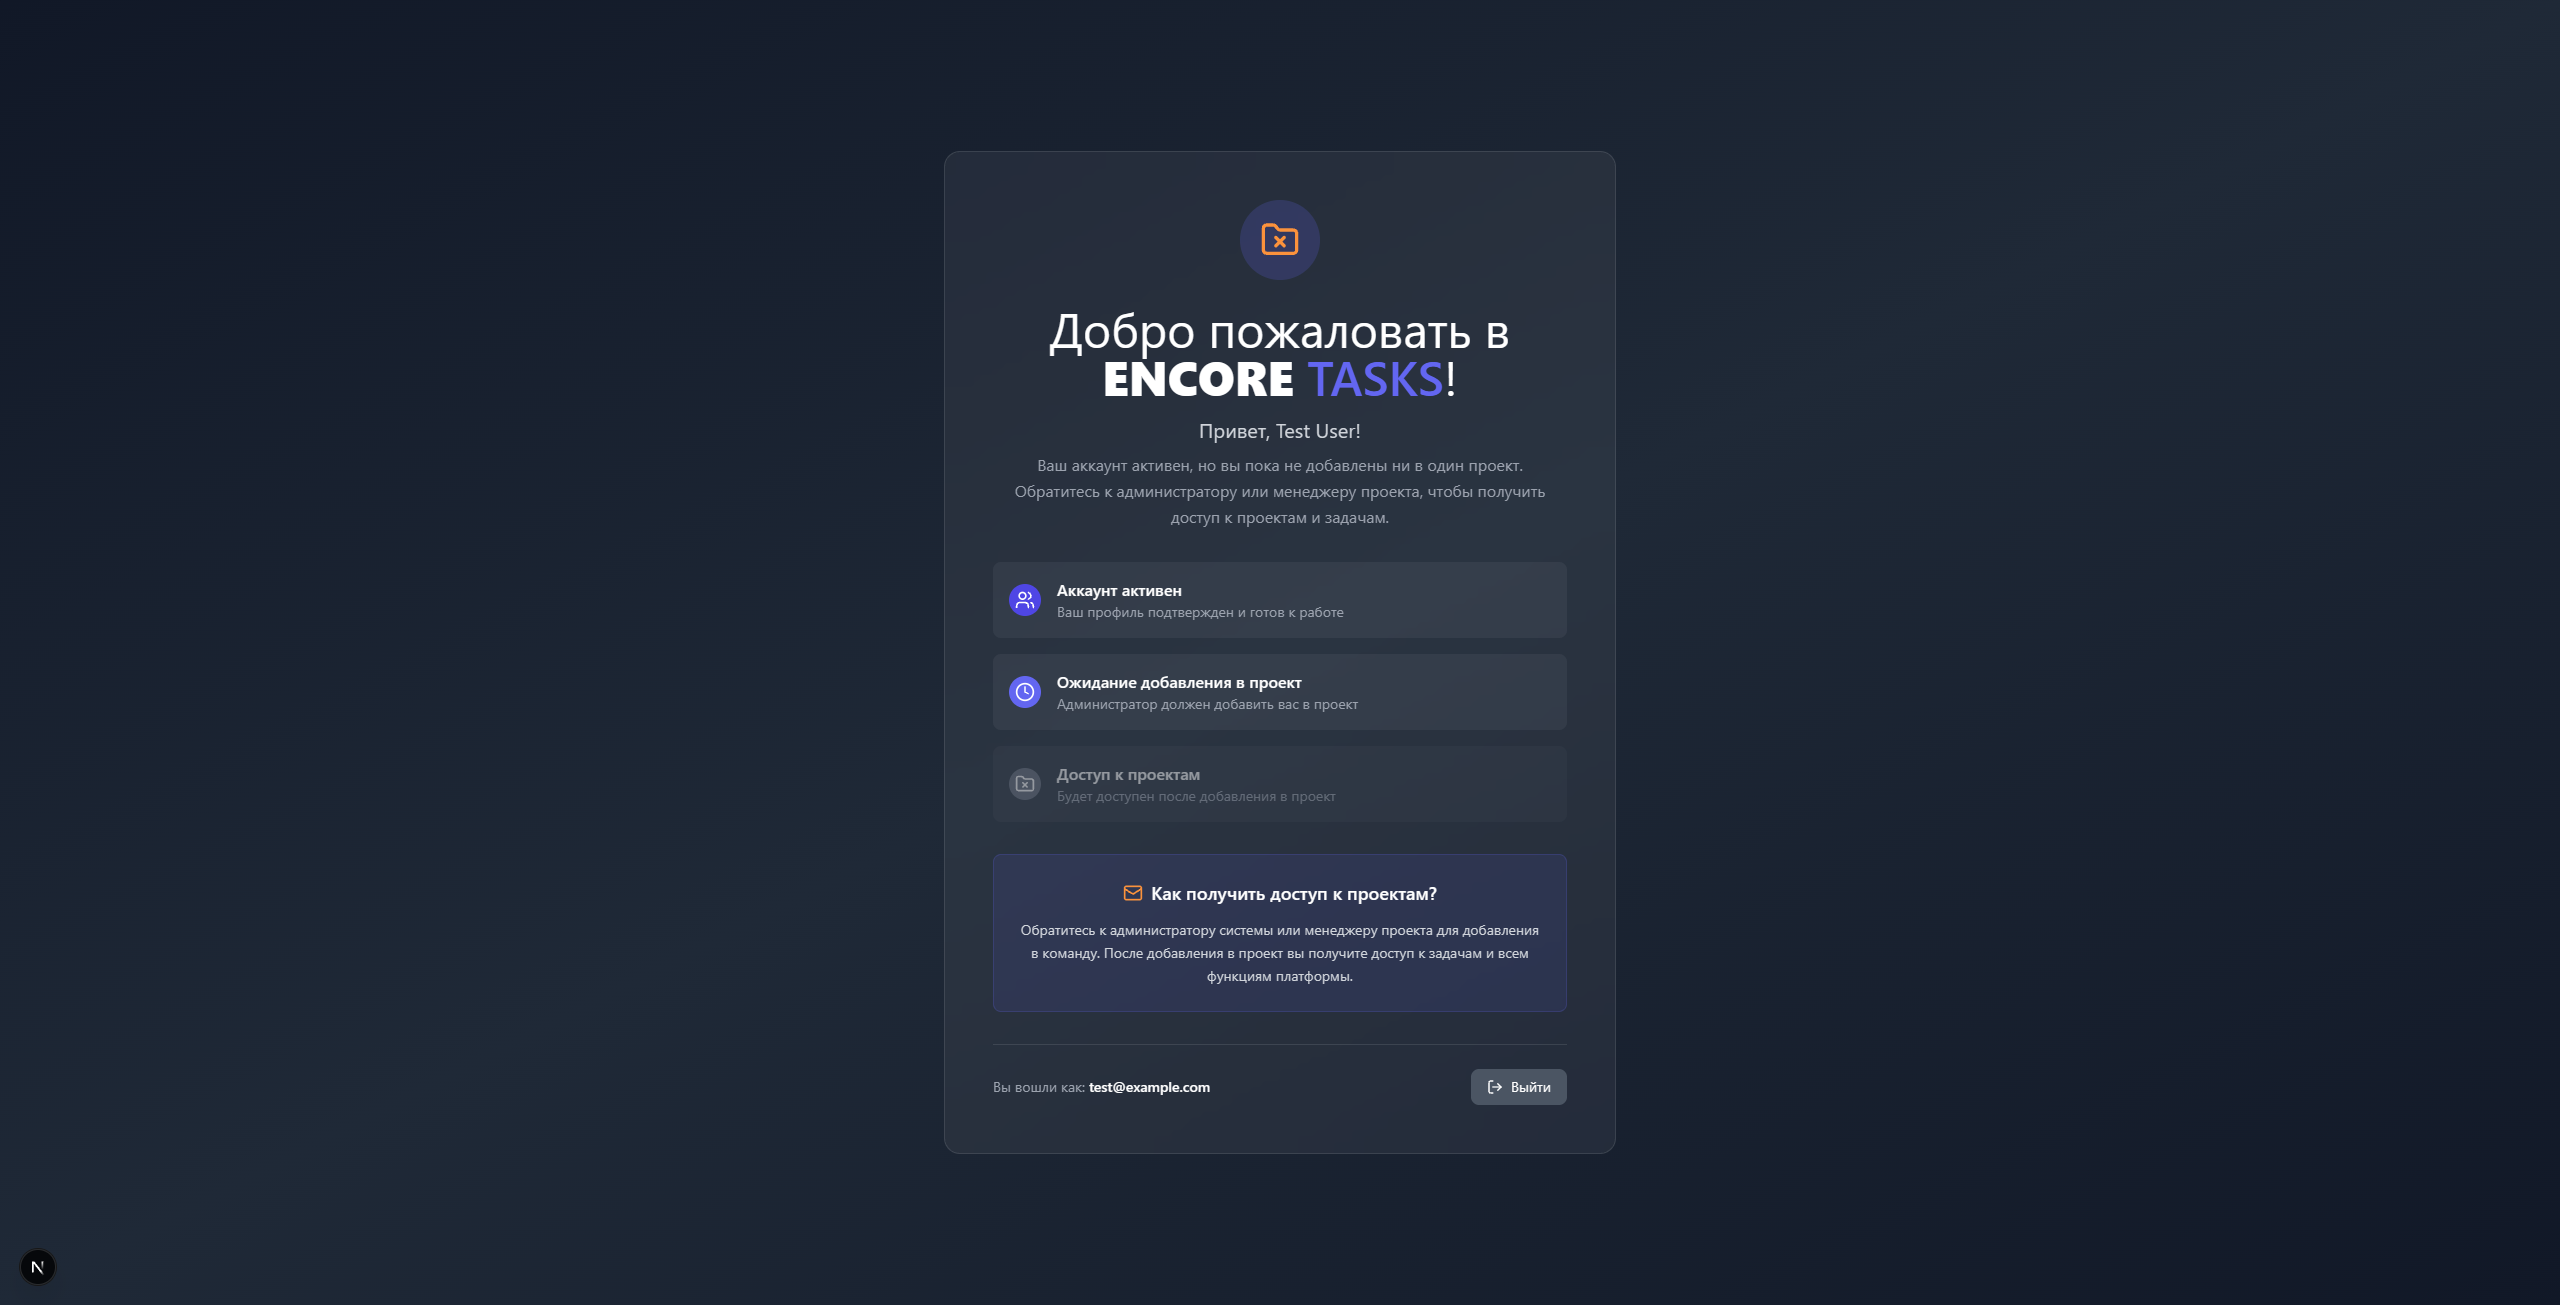 Добро пожаловать в
ENCORE TASKS!
Привет, Test User!
Ваш аккаунт активен, но вы пока не добавлены ни в один проект.
Обратитесь к администратору или менеджеру проекта, чтобы получить
доступ к проектам и задачам.
Аккаунт активен
Ваш профиль подтвержден и готов к работе
Ожидание добавления в проект
Администратор должен добавить вас в проект
Доступ к проектам
Будет доступен после добавления в проект
Как получить доступ к проектам?
Обратитесь к администратору системы или менеджеру проекта для добавления
в команду. После добавления в проект вы получите доступ к задачам и всем
функциям платформы.
Вы вошли как: test@example.com
Выйти
N